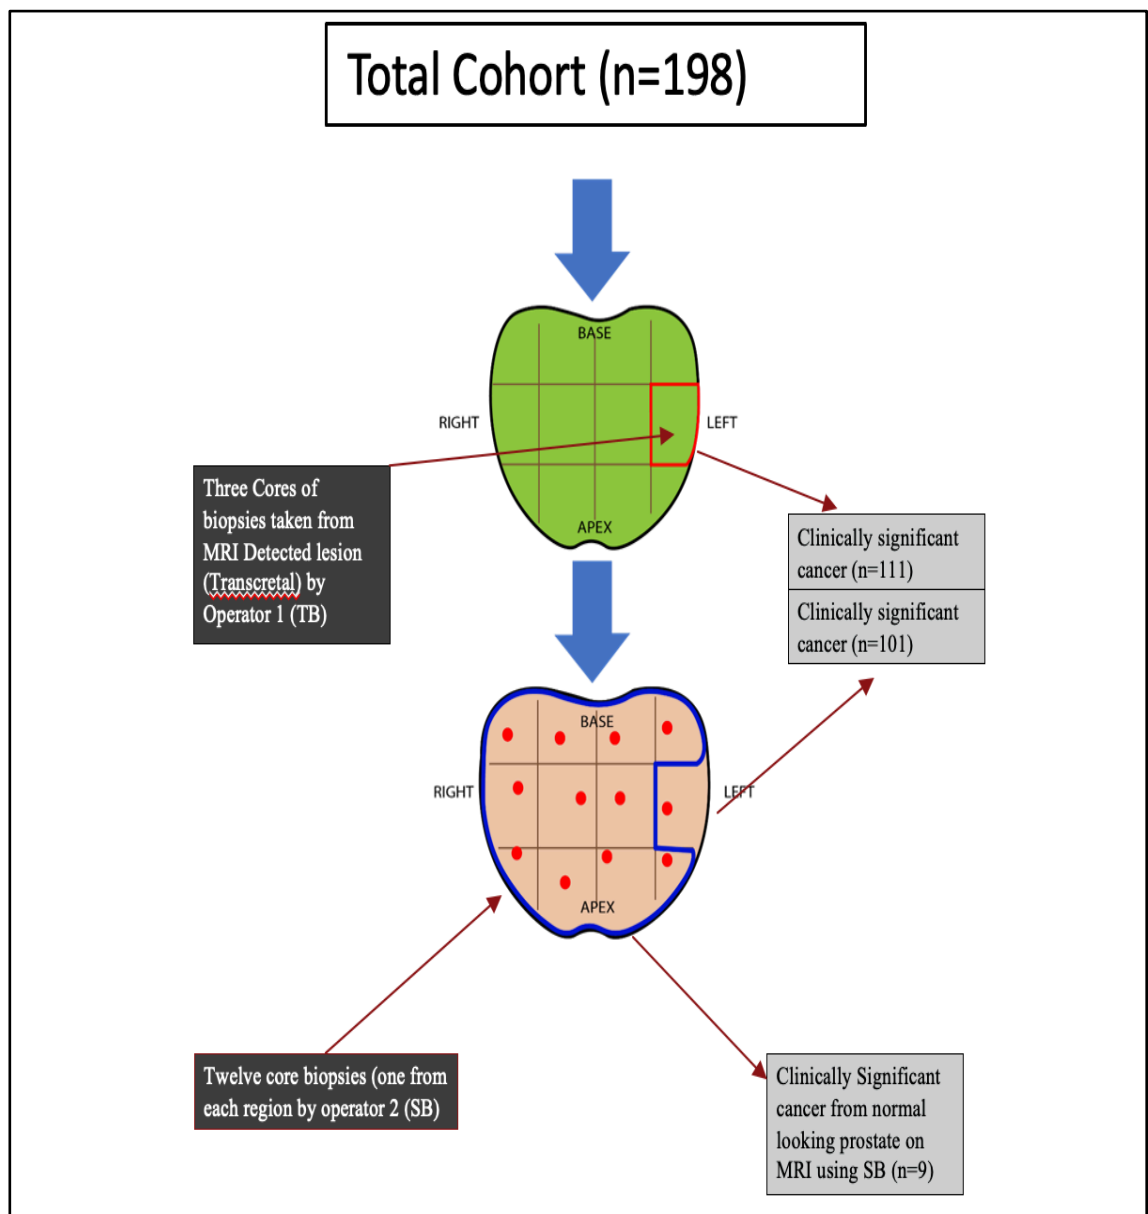 Total Cohort (n=198)
BASE
RIGHT
LEFT
APEX
Three Cores of
biopsies taken from
MRI Detected lesion
(Transcretal) by
Operator 1 (TB)
Clinically significant
cancer (n=111)
Clinically significant
cancer (n=101)
BASE
RIGHT
LEFT
APEX
Twelve core biopsies (one from
each region by operator 2 (SB)
Clinically Significant
cancer from normal
looking prostate on
MRI using SB (n=9)